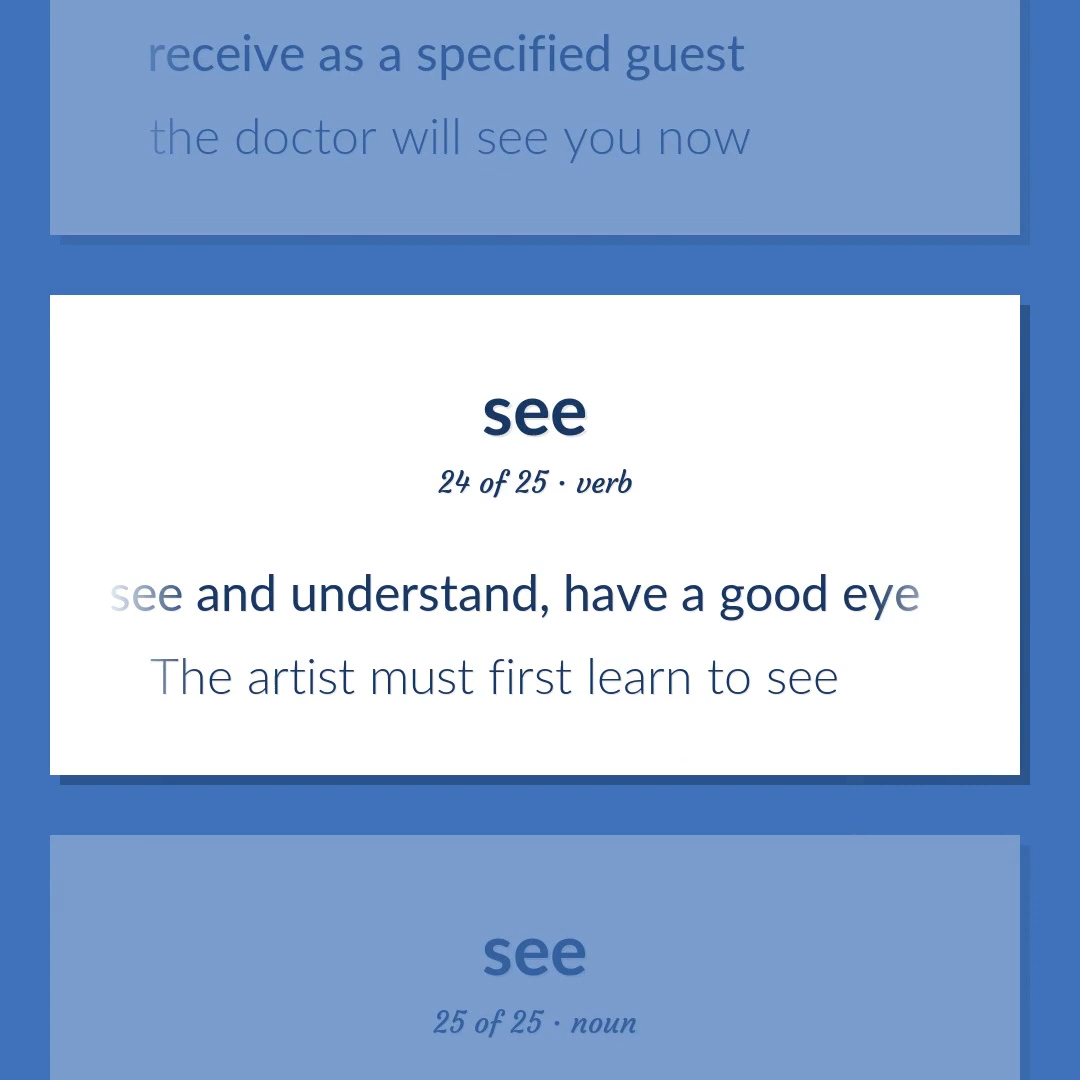 receive as a specified guest
the doctor will see you now
see
24 of 25 · verb
see and understand, have a good eye
The artist must first learn to see
see
25 of 25 · noun